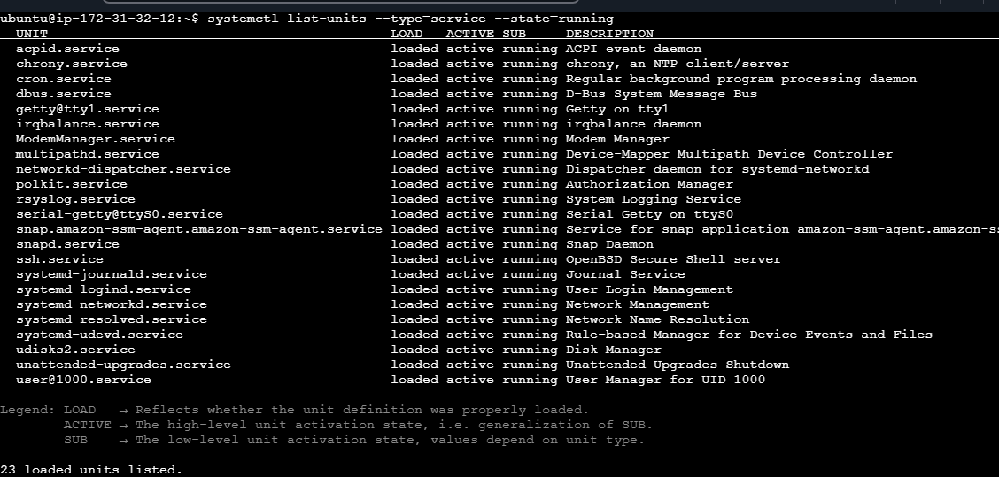 ubuntu@ip-172-31-32-12:~$ systemctl list-units --type=service --state=running
UNIT LOAD ACTIVE SUB DESCRIPTION
acpid.service loaded active running ACPI event daemon
chrony.service loaded active running chrony, an NTP client/server
cron.service loaded active running Regular background program processing daemon
dbus.service loaded active running D-Bus System Message Bus
getty@tty1.service loaded active running Getty on tty1
irqbalance.service loaded active running irqbalance daemon
ModemManager.service loaded active running Modem Manager
multipathd.service loaded active running Device-Mapper Multipath Device Controller
networkd-dispatcher.service loaded active running Dispatcher daemon for systemd-networkd
polkit.service loaded active running Authorization Manager
rsyslog.service loaded active running System Logging Service
serial-getty@ttyS0.service loaded active running Serial Getty on ttyS0
snap.amazon-ssm-agent.amazon-ssm-agent.service loaded active running Service for snap application amazon-ssm-agent.amazon-ss
snapd.service loaded active running Snap Daemon
ssh.service loaded active running OpenBSD Secure Shell server
systemd-journald.service loaded active running Journal Service
systemd-logind.service loaded active running User Login Management
systemd-networkd.service loaded active running Network Management
systemd-resolved.service loaded active running Network Name Resolution
systemd-udevd.service loaded active running Rule-based Manager for Device Events and Files
udisks2.service loaded active running Disk Manager
unattended-upgrades.service loaded active running Unattended Upgrades Shutdown
user@1000.service loaded active running User Manager for UID 1000
Legend: LOAD → Reflects whether the unit definition was properly loaded.
ACTIVE → The high-level unit activation state, i.e. generalization of SUB.
SUB → The low-level unit activation state, values depend on unit type.
23 loaded units listed.